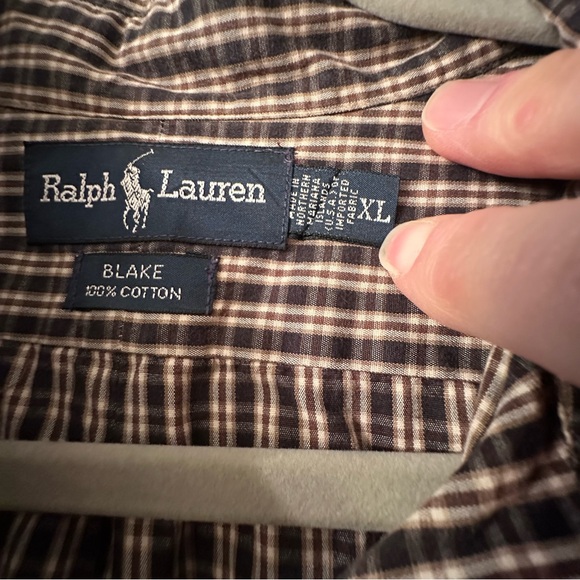 Ralph Lauren
MADE IN
NORTHERN
MARIANA
ISLANDS
(U.S.A.) OF
IMPORTED
FABRIC
XL
BLAKE
100% COTTON